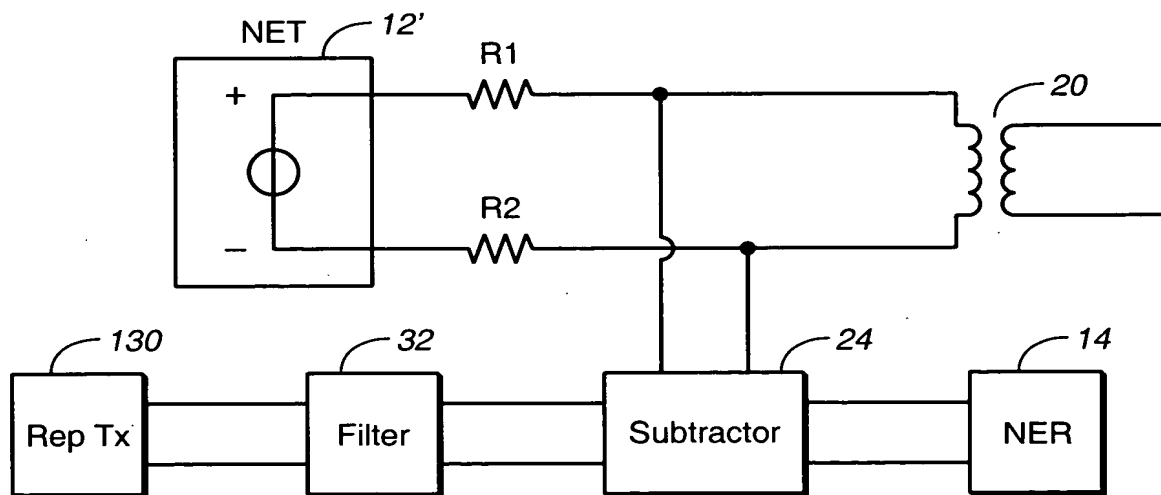 NET
12'
R1
20
+
R2
−
130
32
24
14
Rep Tx
Filter
Subtractor
NER